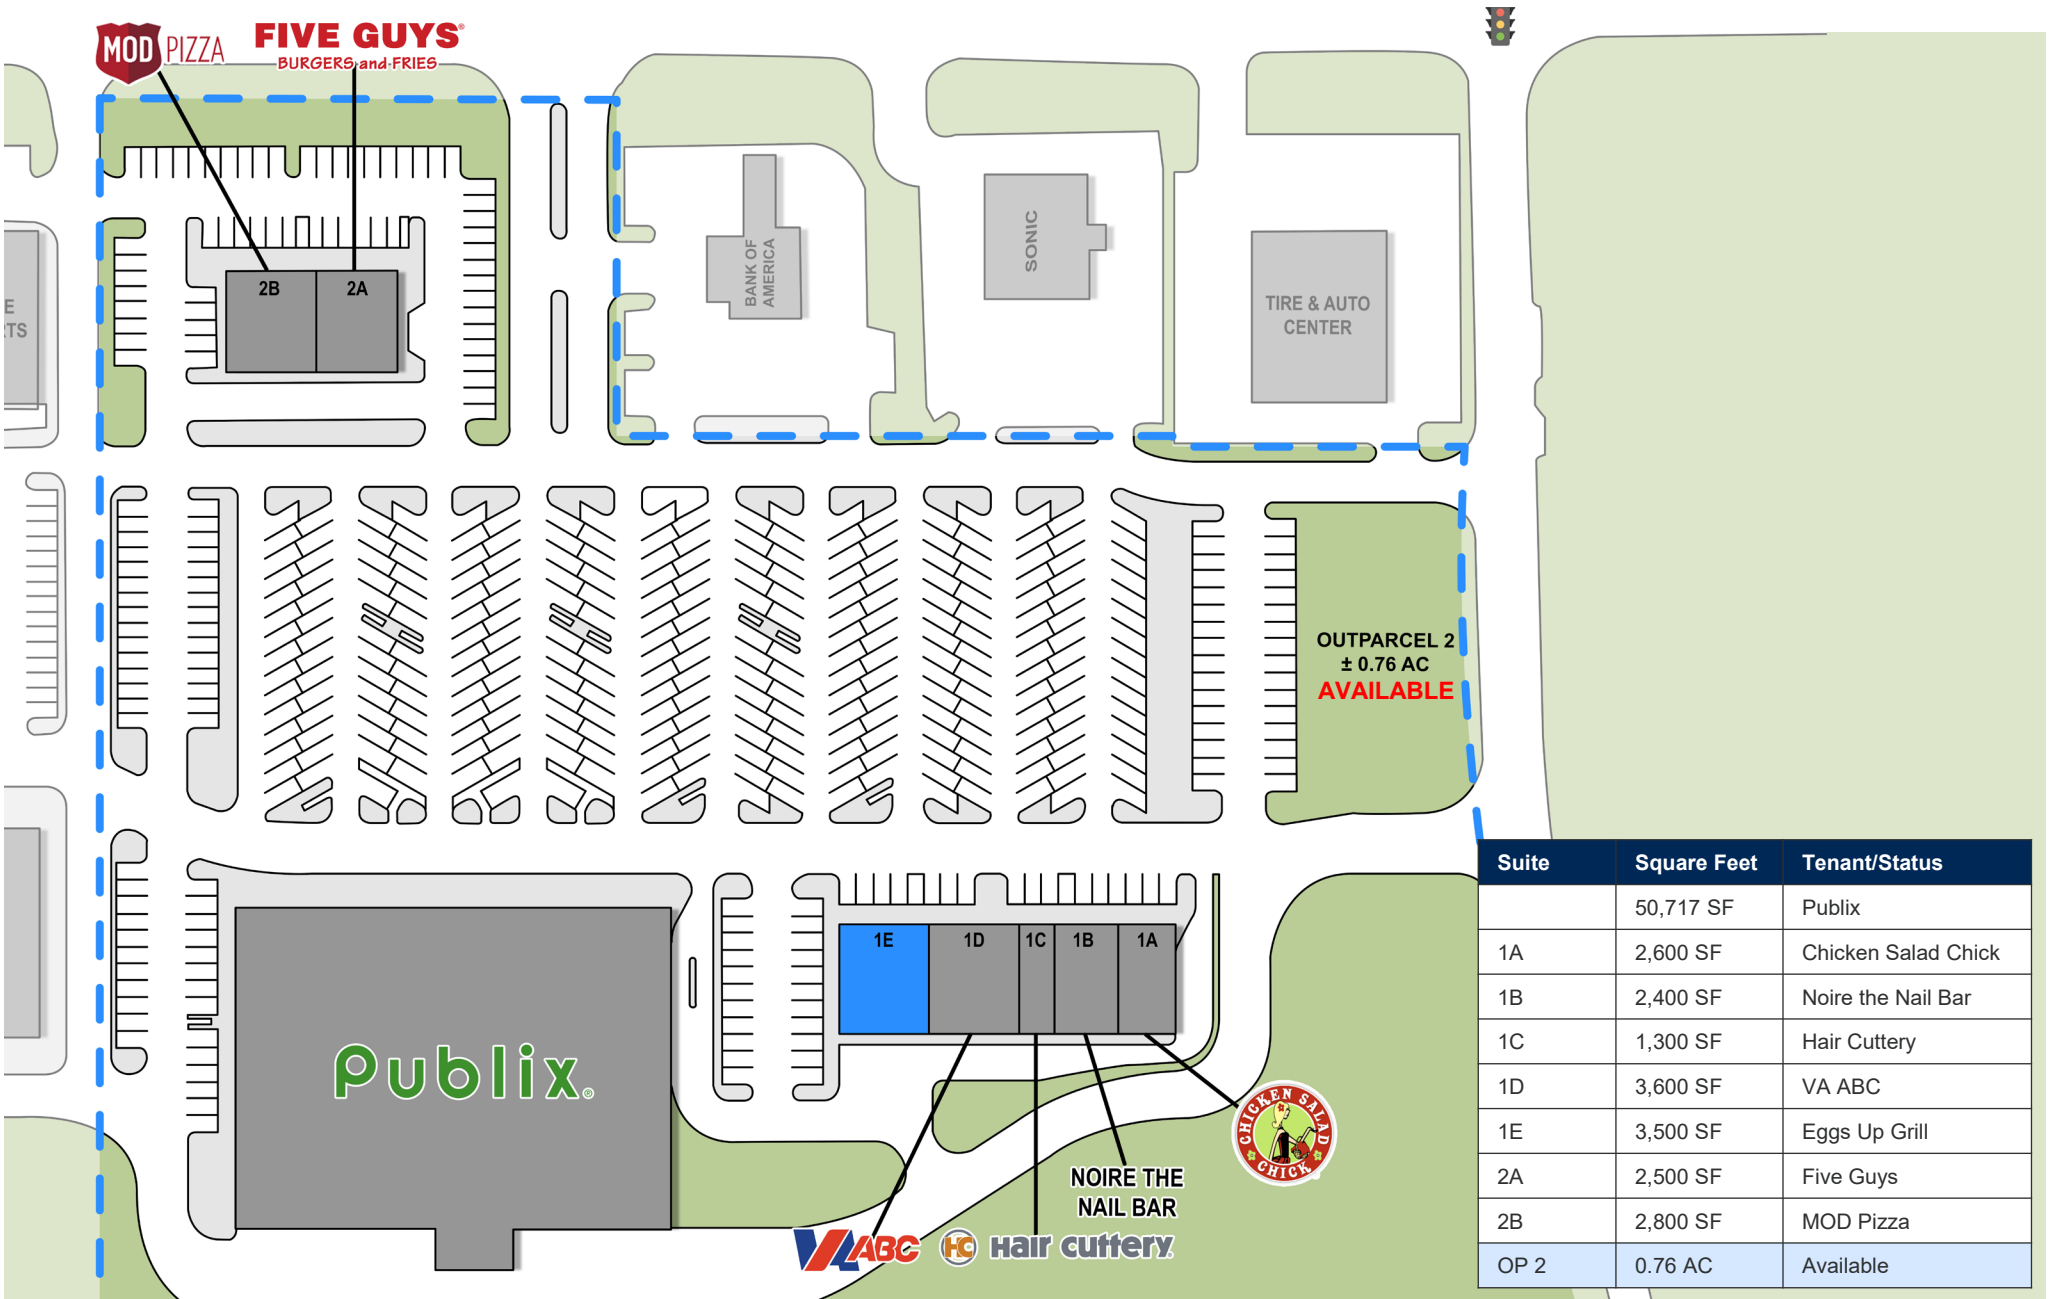 MOD PIZZA
FIVE GUYS®
BURGERS and FRIES
2B
2A
BANK OF
AMERICA
SONIC
TIRE & AUTO
CENTER
E
RTS
OUTPARCEL 2
± 0.76 AC
AVAILABLE
1E
1D
1C
1B
1A
Publix®
CHICKEN SALAD
CHICK
NOIRE THE
NAIL BAR
VA ABC
HC Hair cuttery
Suite Square Feet Tenant/Status
50,717 SF Publix
1A 2,600 SF Chicken Salad Chick
1B 2,400 SF Noire the Nail Bar
1C 1,300 SF Hair Cuttery
1D 3,600 SF VA ABC
1E 3,500 SF Eggs Up Grill
2A 2,500 SF Five Guys
2B 2,800 SF MOD Pizza
OP 2 0.76 AC Available